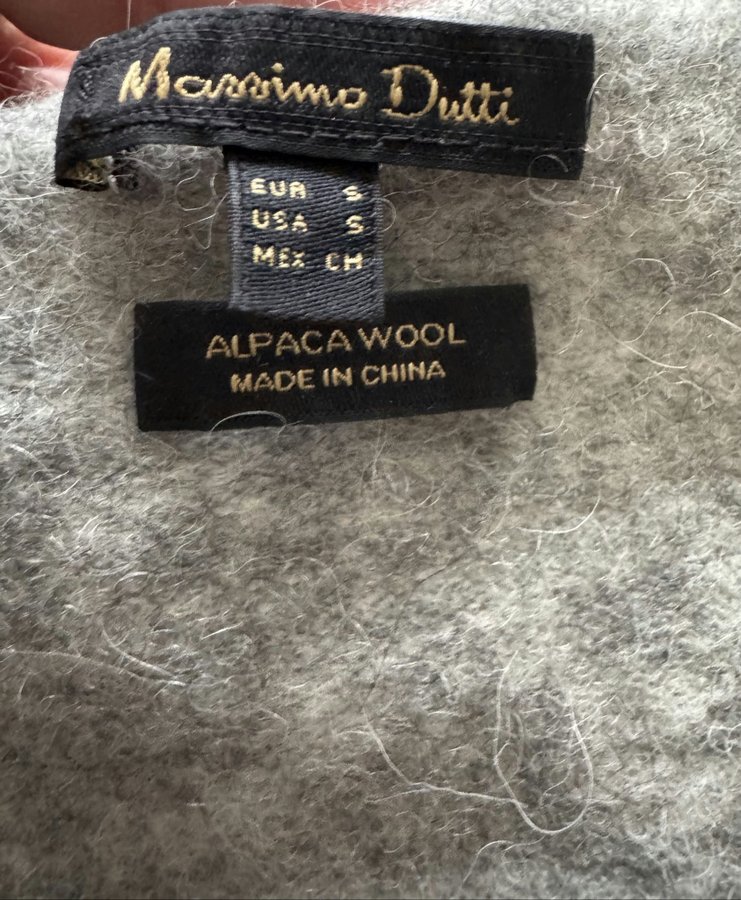 Massimo Dutti
EUR S
USA S
MEX CH
ALPACA WOOL
MADE IN CHINA